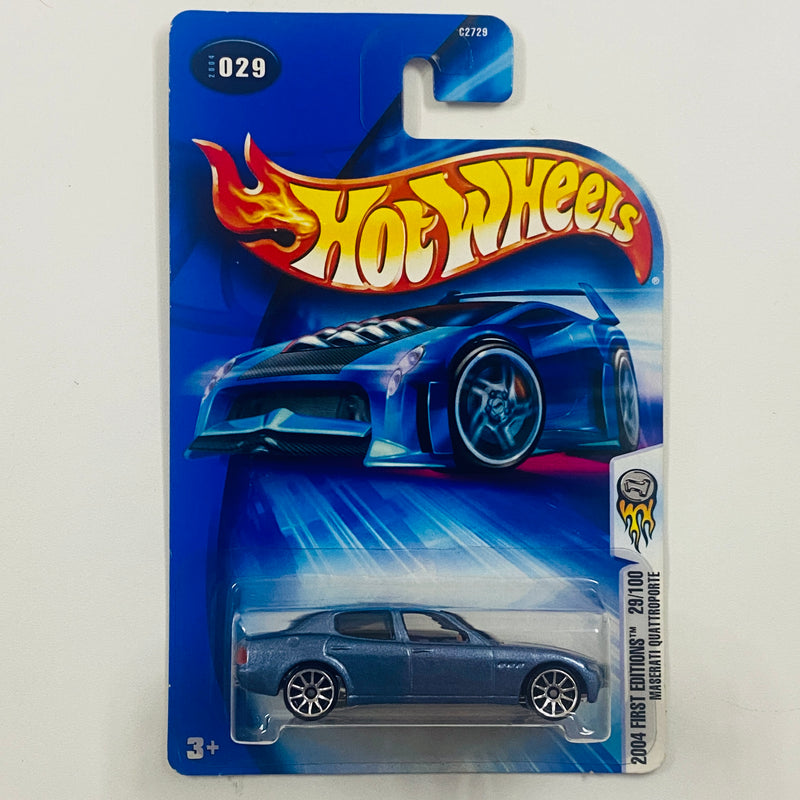 C2729
2004
029
HOT WHEELS
®
2004 FIRST EDITIONS™ 29/100
MASERATI QUATTROPORTE
3+